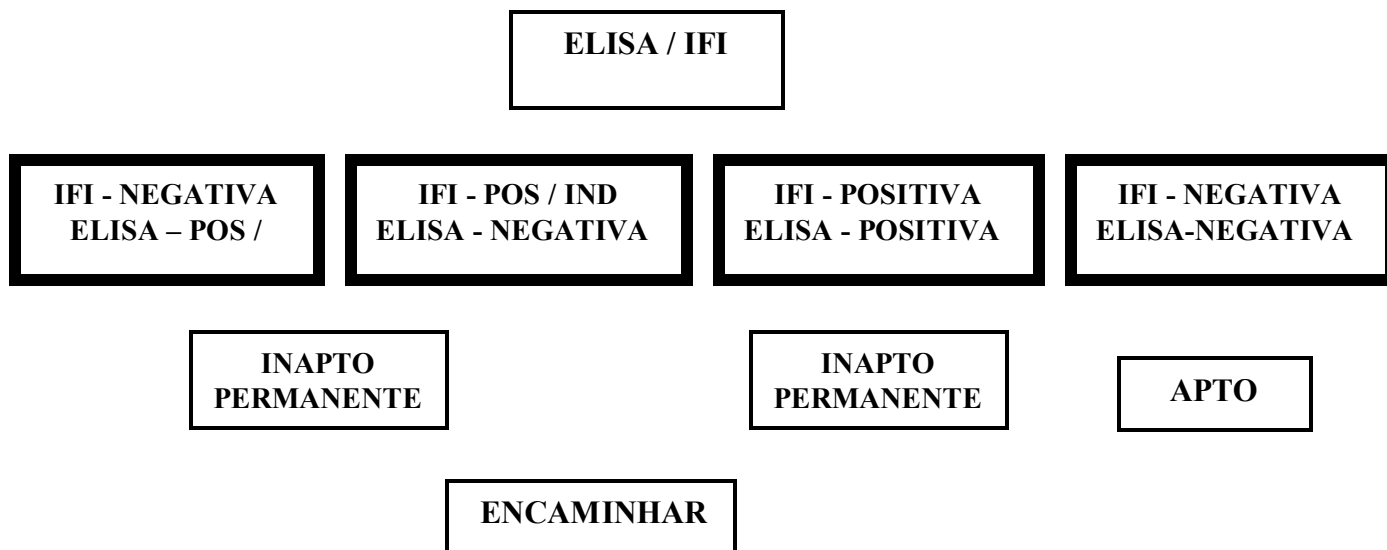 ELISA / IFI
IFI - NEGATIVA
ELISA – POS /
IFI - POS / IND
ELISA - NEGATIVA
IFI - POSITIVA
ELISA - POSITIVA
IFI - NEGATIVA
ELISA-NEGATIVA
INAPTO
PERMANENTE
INAPTO
PERMANENTE
APTO
ENCAMINHAR